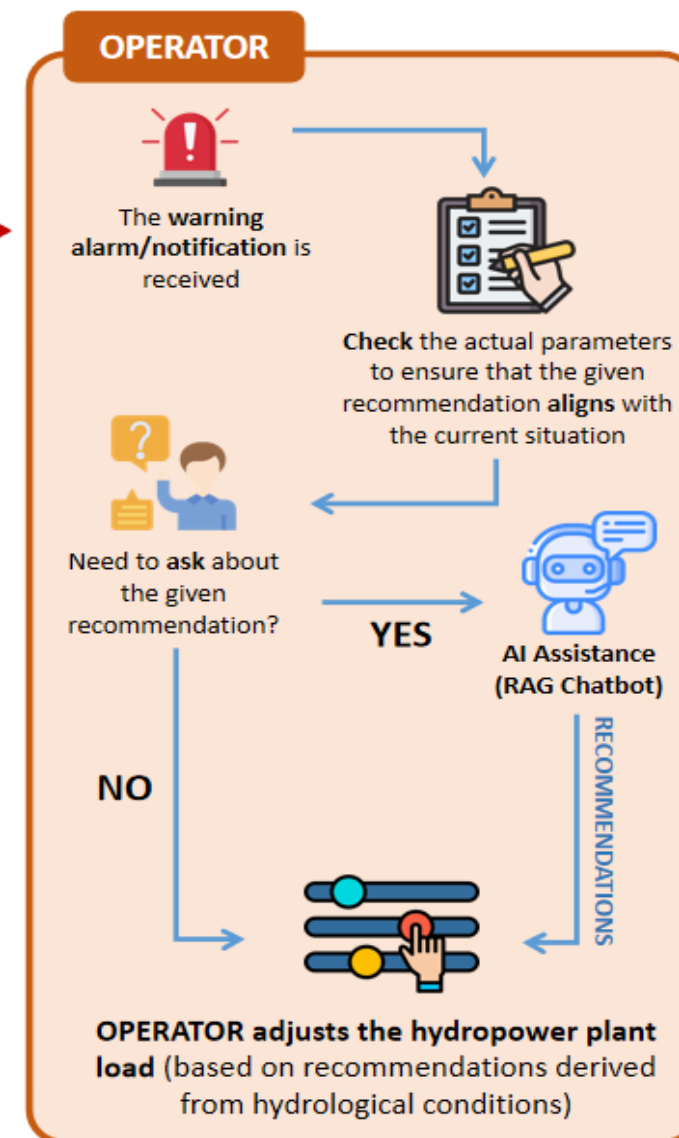 OPERATOR
The warning
alarm/notification is
received
Check the actual parameters
to ensure that the given
recommendation aligns with
the current situation
Need to ask about
the given
recommendation?
YES
AI Assistance
(RAG Chatbot)
NO
RECOMMENDATIONS
OPERATOR adjusts the hydropower plant
load (based on recommendations derived
from hydrological conditions)